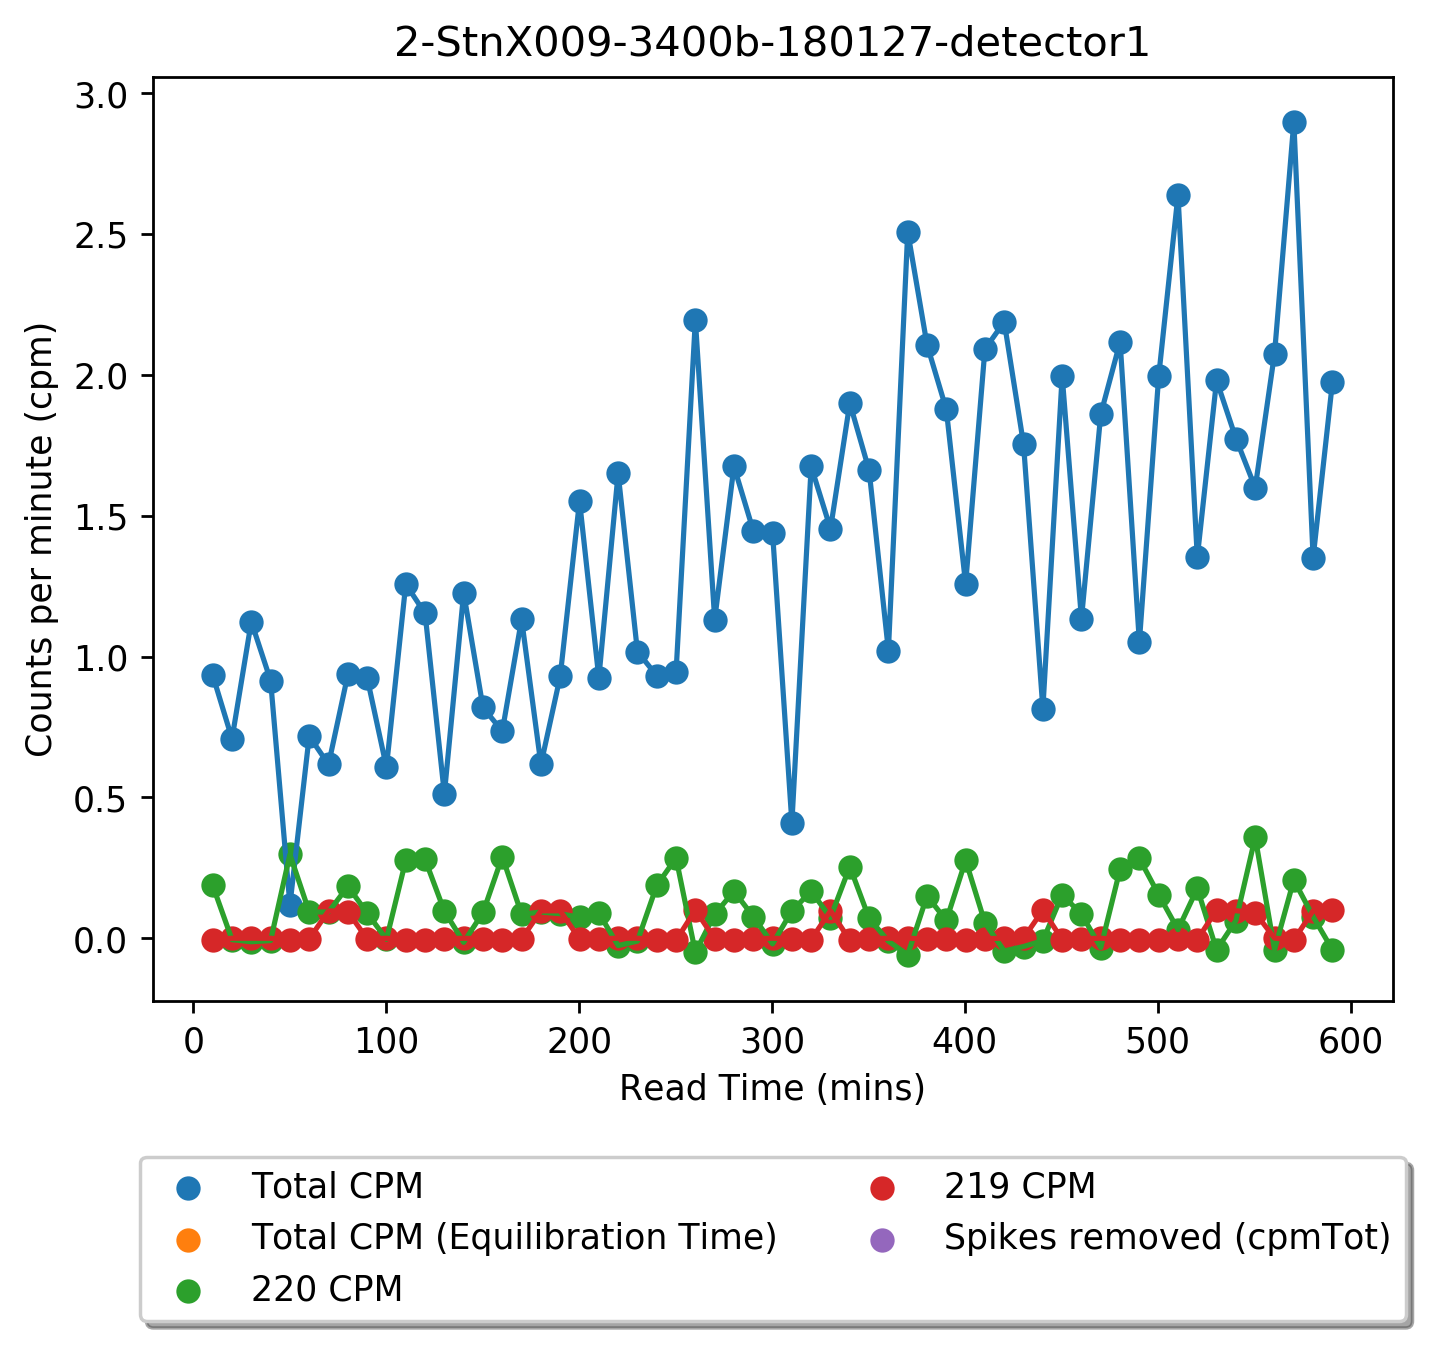 2-StnX009-3400b-180127-detector1
3.0
2.5
2.0
1.5
1.0
0.5
0.0
Counts per minute (cpm)
0 100 200 300 400 500 600
Read Time (mins)
Total CPM
Total CPM (Equilibration Time)
220 CPM
219 CPM
Spikes removed (cpmTot)